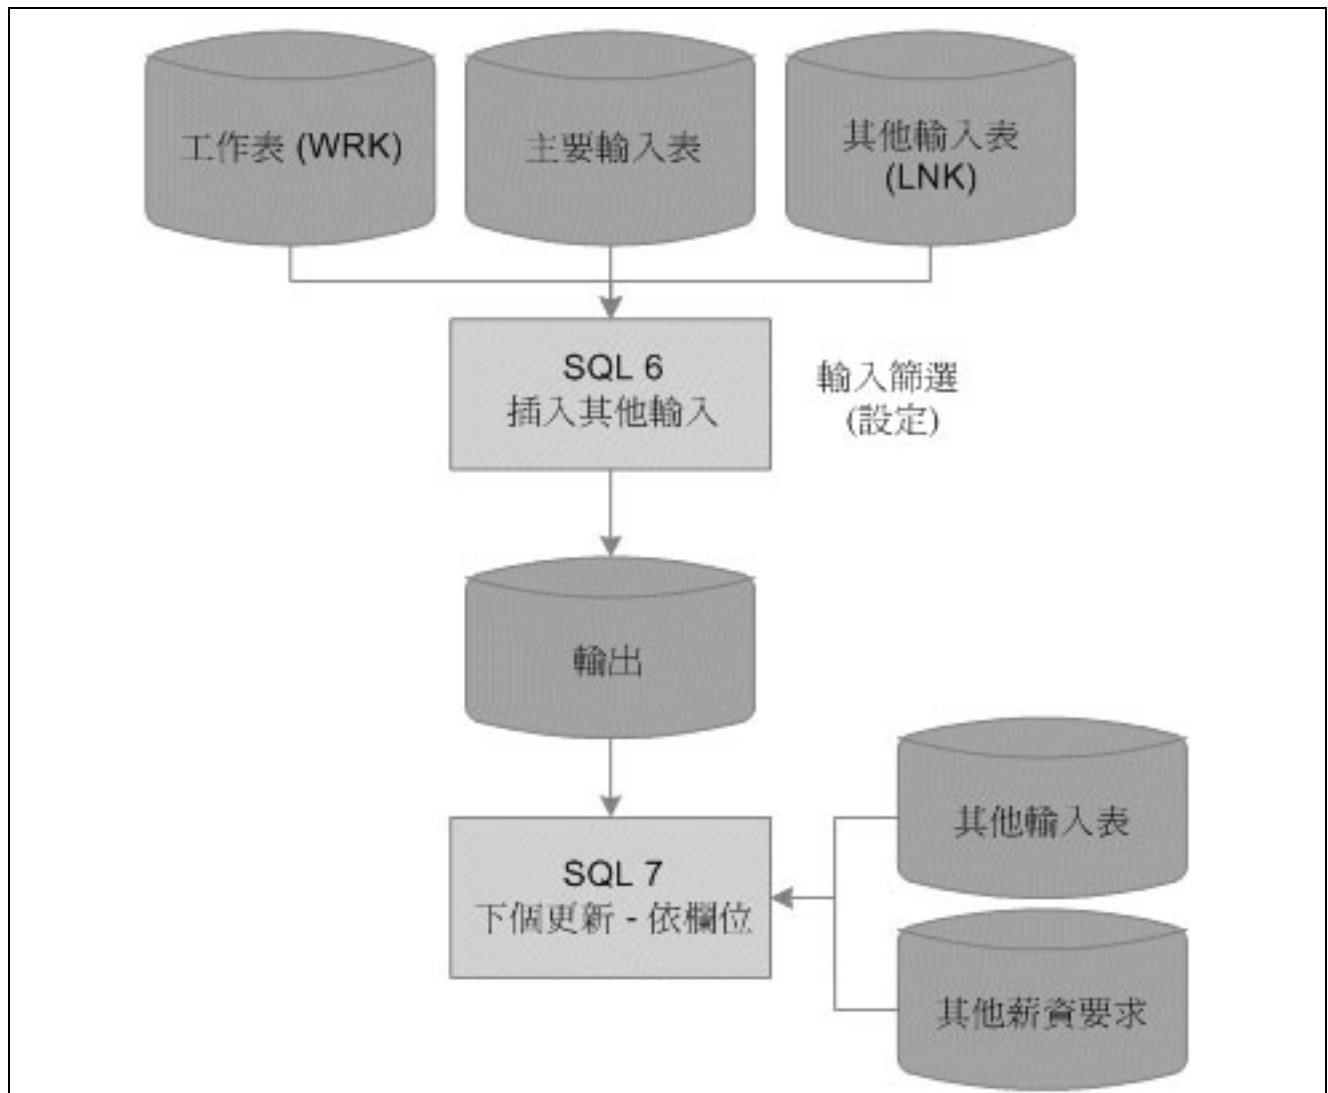 工作表 (WRK)
主要輸入表
其他輸入表
(LNK)
SQL 6
插入其他輸入
輸入篩選
(設定)
輸出
其他輸入表
SQL 7
下個更新 - 依欄位
其他薪資要求